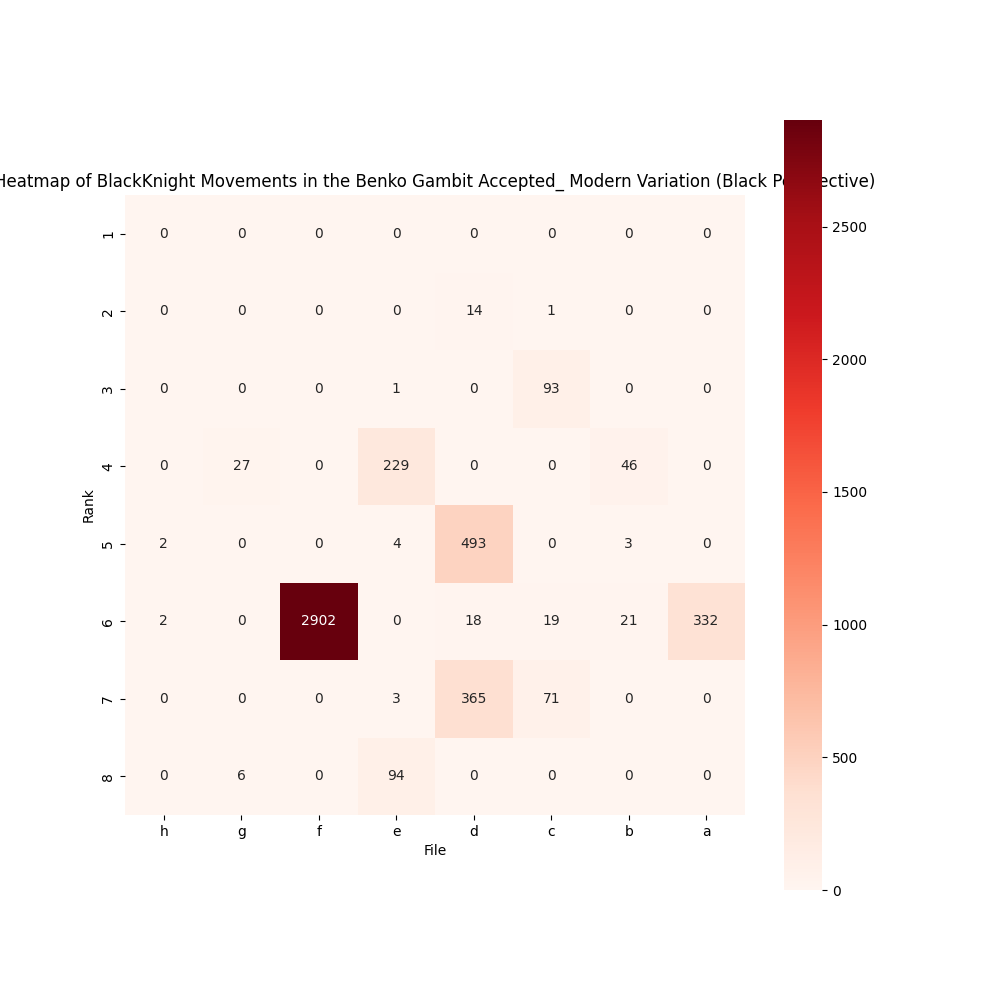 Heatmap of BlackKnight Movements in the Benko Gambit Accepted_ Modern Variation (Black P ective)
1 0 0 0 0 0 0 0 0
2 0 0 0 0 14 1 0 0
3 0 0 0 1 0 93 0 0
4 0 27 0 229 0 0 46 0
5 2 0 0 4 493 0 3 0
6 2 0 2902 0 18 19 21 332
7 0 0 0 3 365 71 0 0
8 0 6 0 94 0 0 0 0
h g f e d c b a
File
Rank
2500
2000
1500
1000
500
0